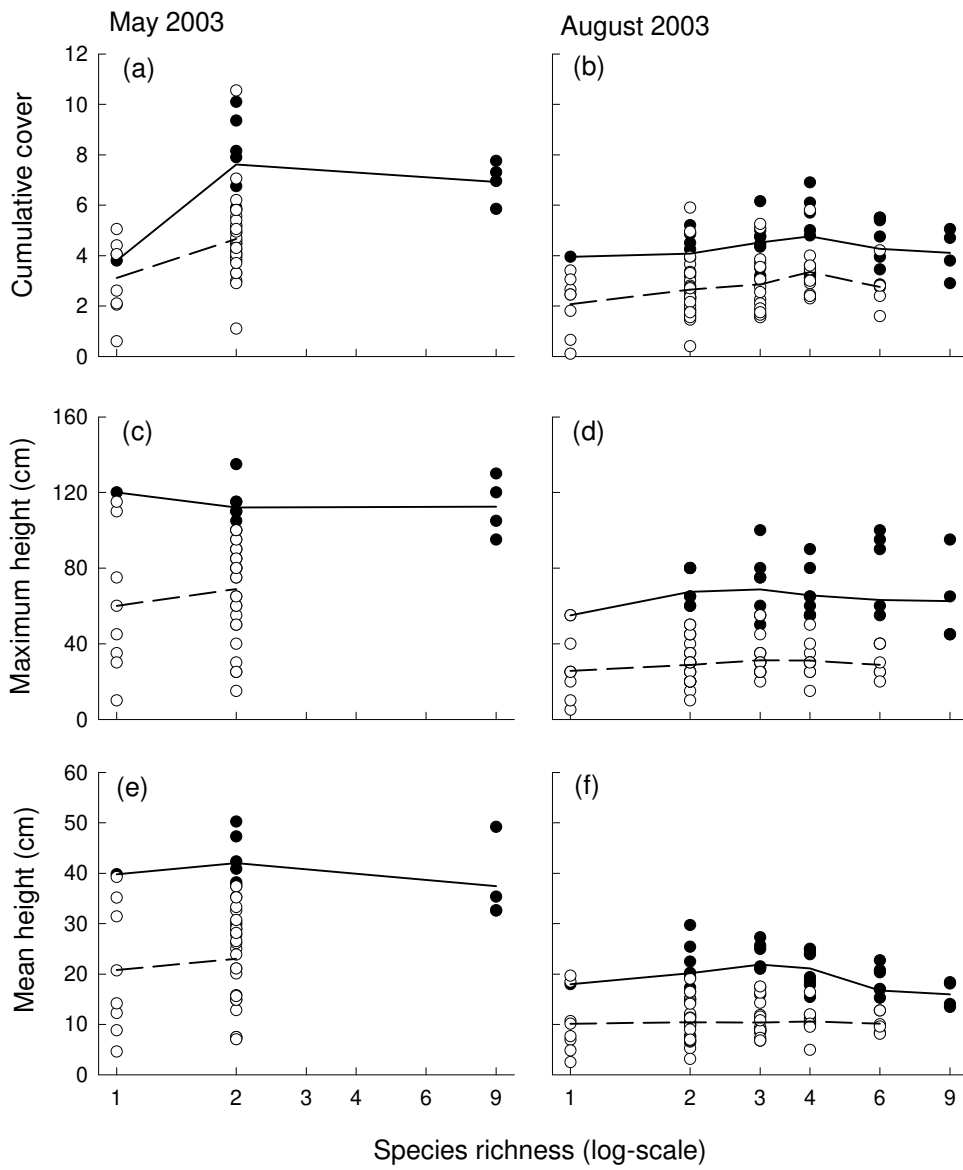 May 2003
August 2003
(a)
(b)
Cumulative cover
12
10
8
6
4
2
0
(c)
(d)
Maximum height (cm)
160
120
80
40
0
(e)
(f)
Mean height (cm)
60
50
40
30
20
10
0
1 2 3 4 6 9
1 2 3 4 6 9
Species richness (log-scale)